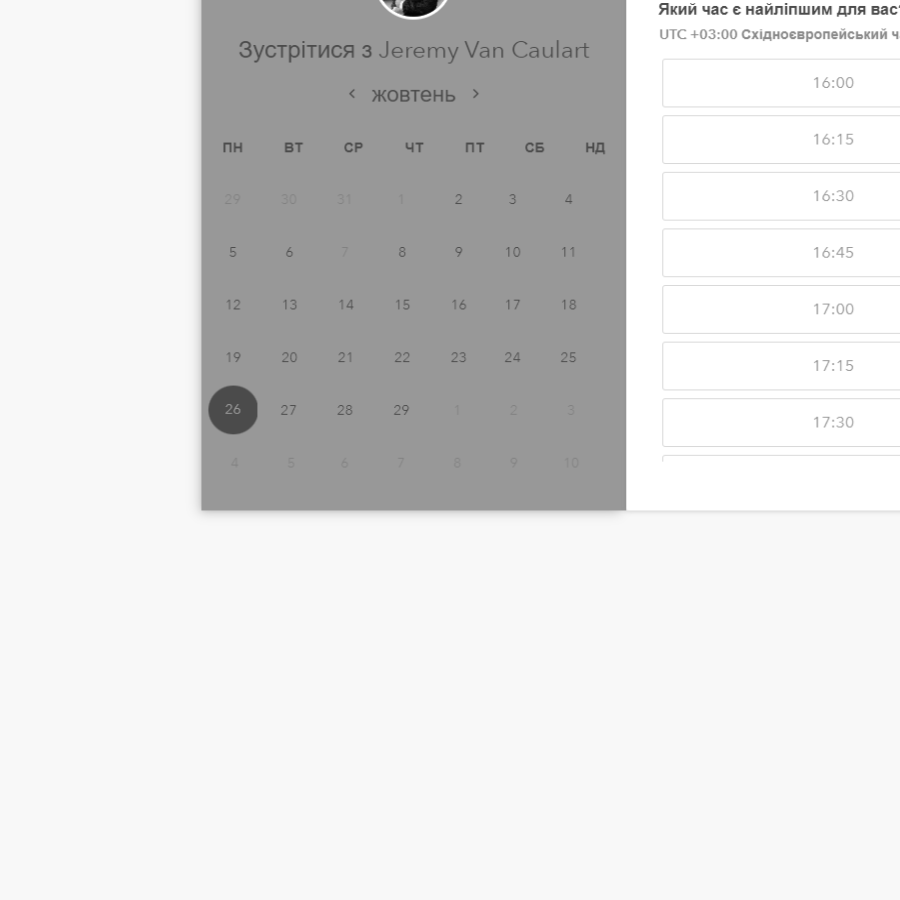 Зустрітися з Jeremy Van Caulart
‹ жовтень ›
ПН ВТ СР ЧТ ПТ СБ НД
29 30 31 1 2 3 4
5 6 7 8 9 10 11
12 13 14 15 16 17 18
19 20 21 22 23 24 25
26 27 28 29 1 2 3
4 5 6 7 8 9 10
Який час є найліпшим для вас
UTC +03:00 Східноєвропейський
16:00
16:15
16:30
16:45
17:00
17:15
17:30